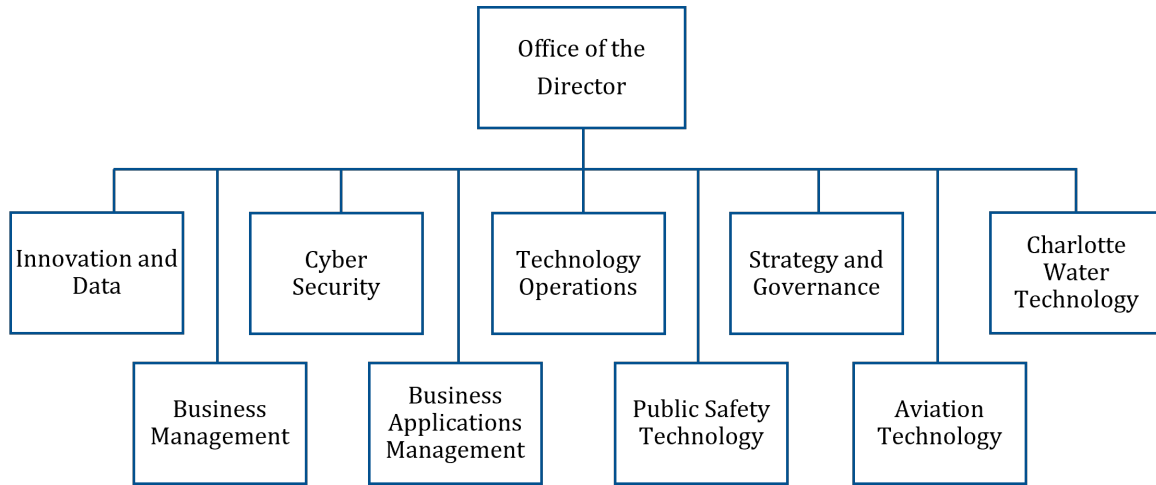 Office of the
Director
Innovation and
Data
Cyber
Security
Technology
Operations
Strategy and
Governance
Charlotte
Water
Technology
Business
Management
Business
Applications
Management
Public Safety
Technology
Aviation
Technology